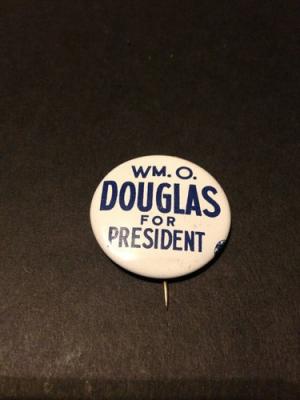 WM. O.
DOUGLAS
FOR
PRESIDENT